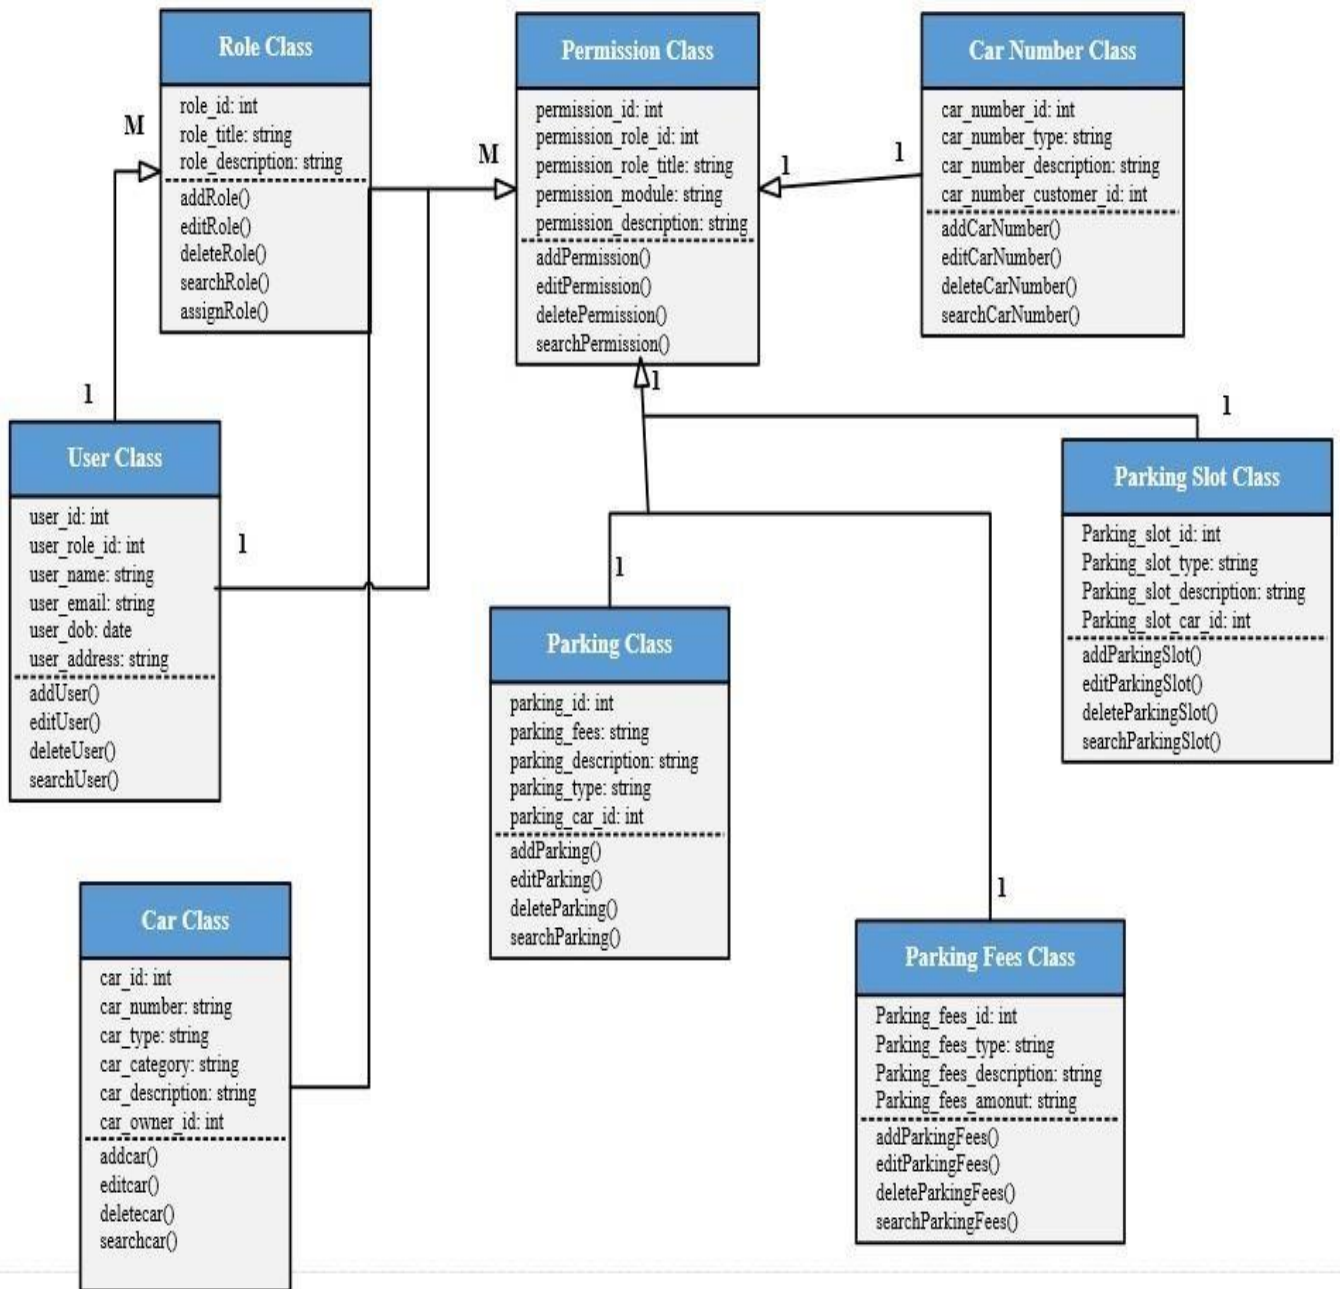 Role Class
role_id: int
role_title: string
role_description: string
addRole()
editRole()
deleteRole()
searchRole()
assignRole()
Permission Class
permission_id: int
permission_role_id: int
permission_role_title: string
permission_module: string
permission_description: string
addPermission()
editPermission()
deletePermission()
searchPermission()
Car Number Class
car_number_id: int
car_number_type: string
car_number_description: string
car_number_customer_id: int
addCarNumber()
editCarNumber()
deleteCarNumber()
searchCarNumber()
M
M
1
1
1
1
1
User Class
user_id: int
user_role_id: int
user_name: string
user_email: string
user_dob: date
user_address: string
addUser()
editUser()
deleteUser()
searchUser()
1
1
Parking Class
parking_id: int
parking_fees: string
parking_description: string
parking_type: string
parking_car_id: int
addParking()
editParking()
deleteParking()
searchParking()
Parking Slot Class
Parking_slot_id: int
Parking_slot_type: string
Parking_slot_description: string
Parking_slot_car_id: int
addParkingSlot()
editParkingSlot()
deleteParkingSlot()
searchParkingSlot()
Car Class
car_id: int
car_number: string
car_type: string
car_category: string
car_description: string
car_owner_id: int
addcar()
editcar()
deletecar()
searchcar()
1
Parking Fees Class
Parking_fees_id: int
Parking_fees_type: string
Parking_fees_description: string
Parking_fees_amonut: string
addParkingFees()
editParkingFees()
deleteParkingFees()
searchParkingFees()